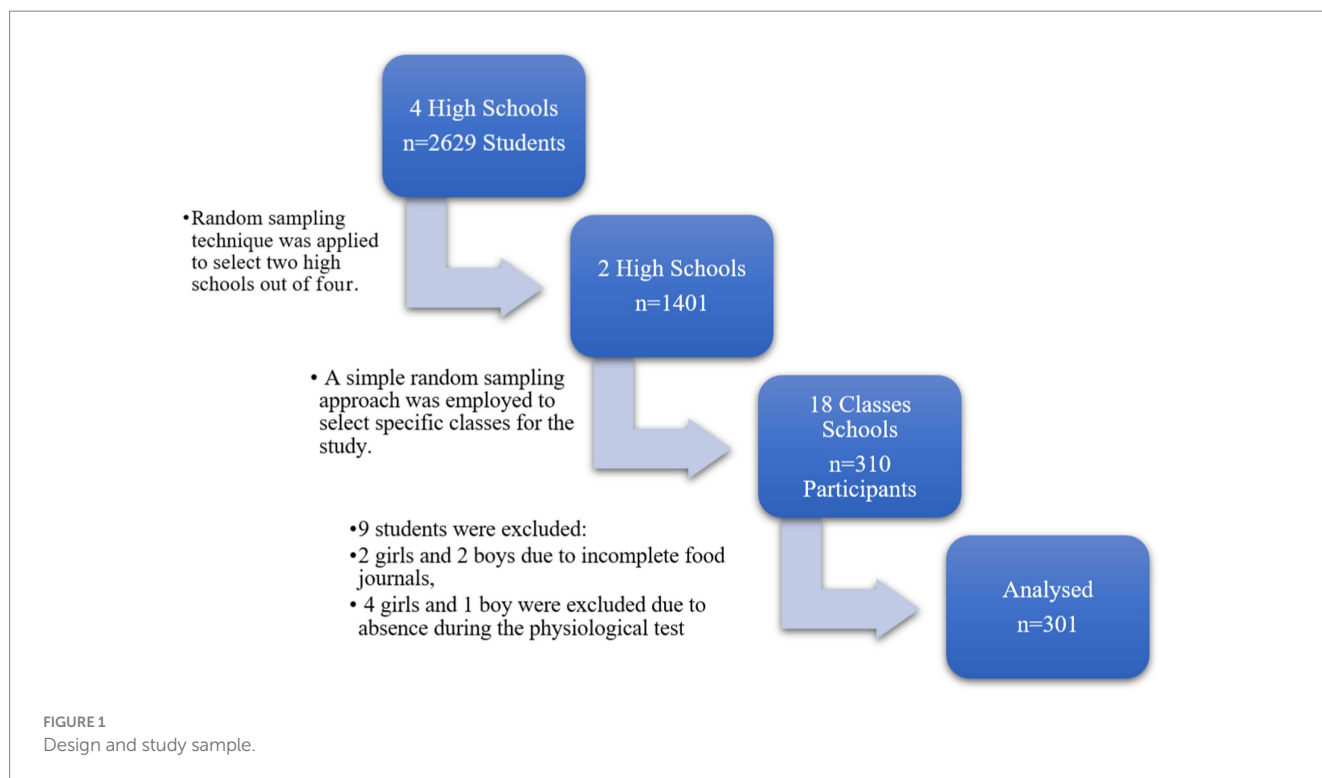 4 High Schools
n=2629 Students
•Random sampling
technique was applied
to select two high
schools out of four.
2 High Schools
n=1401
• A simple random sampling
approach was employed to
select specific classes for the
study.
18 Classes
Schools
n=310
Participants
•9 students were excluded:
•2 girls and 2 boys due to incomplete food
journals,
• 4 girls and 1 boy were excluded due to
absence during the physiological test
Analysed
n=301
FIGURE 1
Design and study sample.